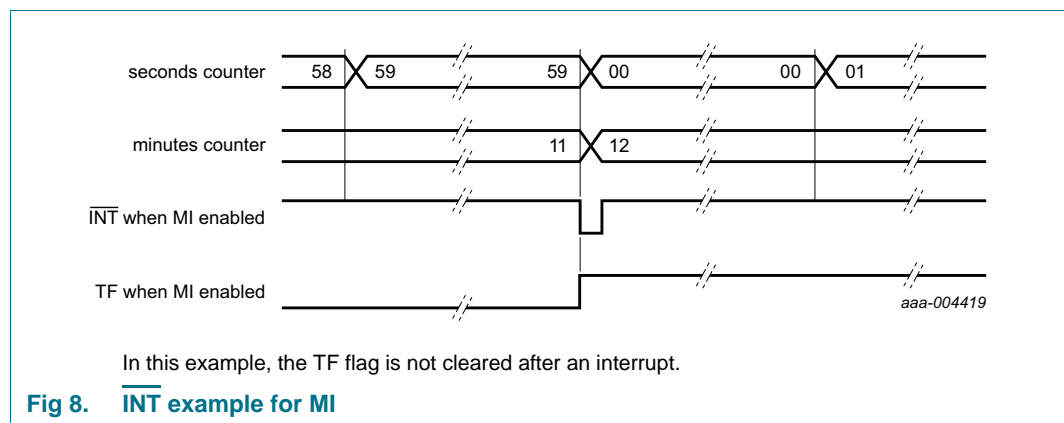 seconds counter 58 59 59 00 00 01
minutes counter 11 12
INT when MI enabled
TF when MI enabled
aaa-004419
In this example, the TF flag is not cleared after an interrupt.
Fig 8. INT example for MI